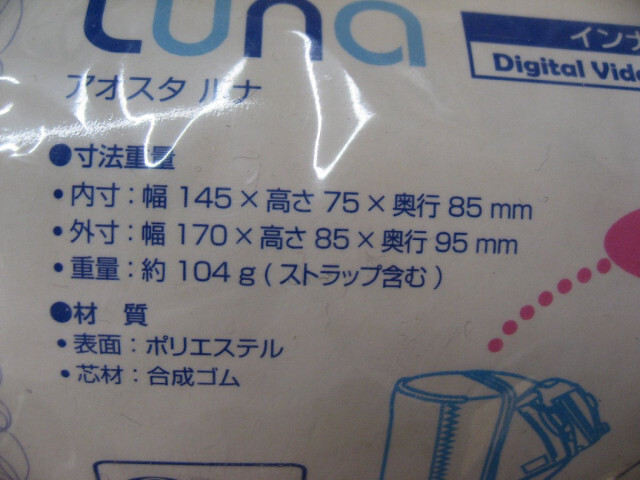 Luna
アオスタ ルナ
インナ
Digital Vide
●寸法重量
・内寸：幅 145×高さ 75×奥行 85 mm
・外寸：幅 170×高さ 85×奥行 95 mm
・重量：約 104 g ( ストラップ含む )
●材 質
・表面：ポリエステル
・芯材：合成ゴム